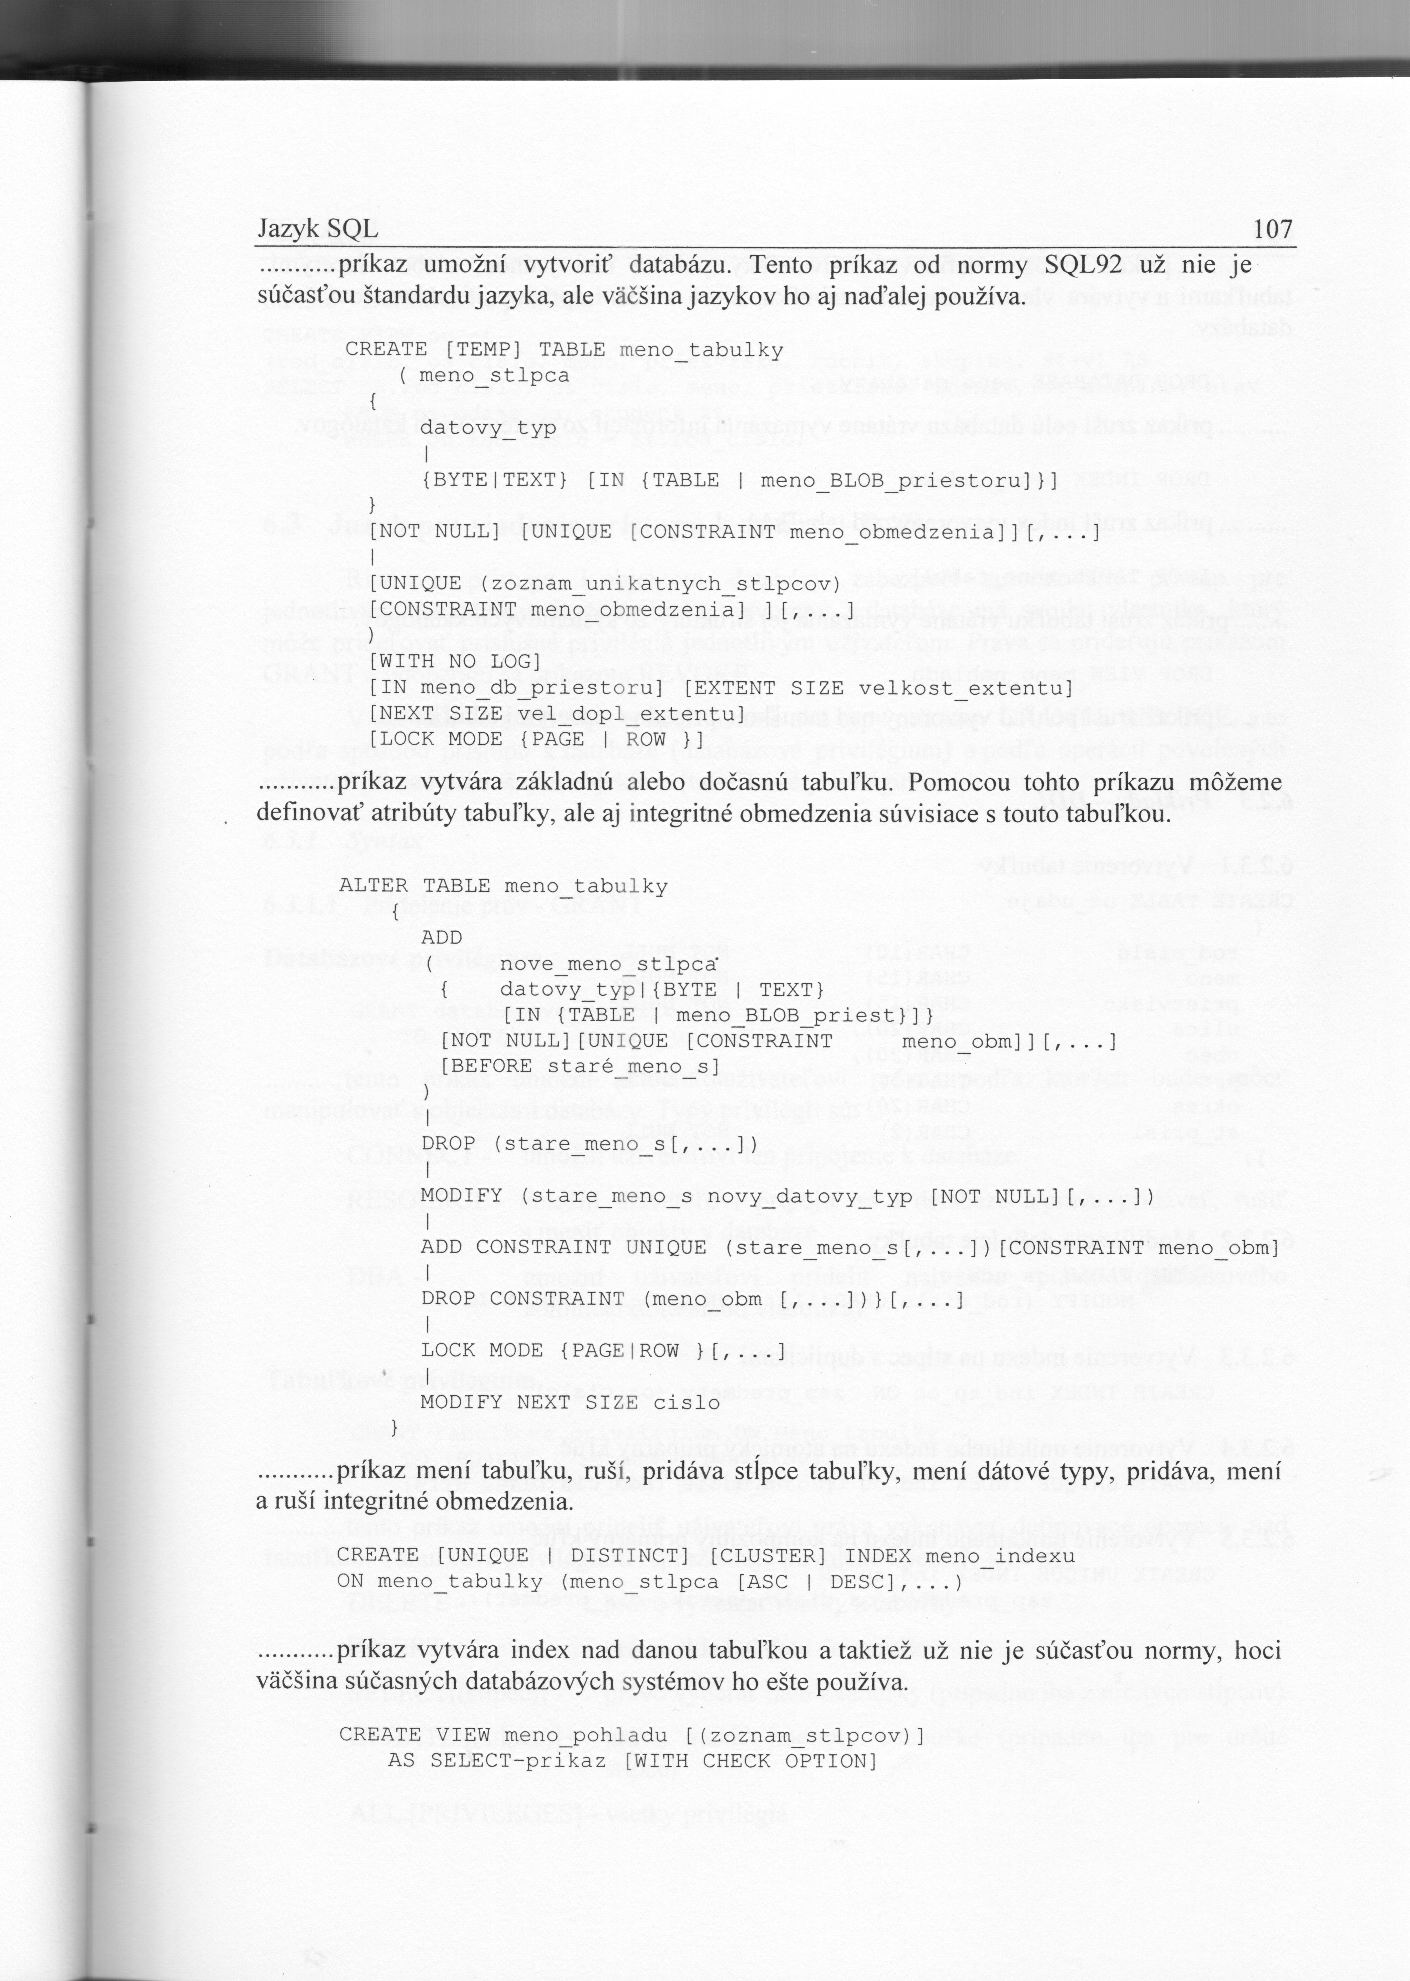 Jazyk SQL 107
...........príkaz umožní vytvoriť databázu. Tento príkaz od normy SQL92 už nie je
súčasťou štandardu jazyka, ale väčšina jazykov ho aj naďalej používa.
CREATE [TEMP] TABLE meno_tabulky
( meno_stlpca
{
datovy_typ
|
{BYTE|TEXT} [IN {TABLE | meno_BLOB_priestoru]}]
}
[NOT NULL] [UNIQUE [CONSTRAINT meno_obmedzenia]][,...]
|
[UNIQUE (zoznam_unikatnych_stlpcov)
[CONSTRAINT meno_obmedzenia] ][,...]
)
[WITH NO LOG]
[IN meno_db_priestoru] [EXTENT SIZE velkost_extentu]
[NEXT SIZE vel_dopl_extentu]
[LOCK MODE {PAGE | ROW }]
...........príkaz vytvára základnú alebo dočasnú tabuľku. Pomocou tohto príkazu môžeme
definovať atribúty tabuľky, ale aj integritné obmedzenia súvisiace s touto tabuľkou.
ALTER TABLE meno_tabulky
{
ADD
( nove_meno_stlpca
{ datovy_typ|{BYTE | TEXT}
[IN {TABLE | meno_BLOB_priest}]}
[NOT NULL][UNIQUE [CONSTRAINT meno_obm]][,...]
[BEFORE staré_meno_s]
)
|
DROP (stare_meno_s[,...])
|
MODIFY (stare_meno_s novy_datovy_typ [NOT NULL][,...])
|
ADD CONSTRAINT UNIQUE (stare_meno_s[,...])[CONSTRAINT meno_obm]
|
DROP CONSTRAINT (meno_obm [,...])}[,...]
|
LOCK MODE {PAGE|ROW }[,...]
|
MODIFY NEXT SIZE cislo
}
...........príkaz mení tabuľku, ruší, pridáva stĺpce tabuľky, mení dátové typy, pridáva, mení
a ruší integritné obmedzenia.
CREATE [UNIQUE | DISTINCT] [CLUSTER] INDEX meno_indexu
ON meno_tabulky (meno_stlpca [ASC | DESC],...)
...........príkaz vytvára index nad danou tabuľkou a taktiež už nie je súčasťou normy, hoci
väčšina súčasných databázových systémov ho ešte používa.
CREATE VIEW meno_pohladu [(zoznam_stlpcov)]
AS SELECT-prikaz [WITH CHECK OPTION]